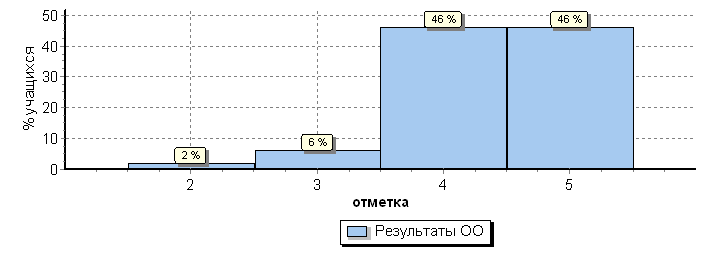 50
40
30
20
10
0
% учащихся
46 %
46 %
6 %
2 %
2 3 4 5
отметка
Результаты ОО